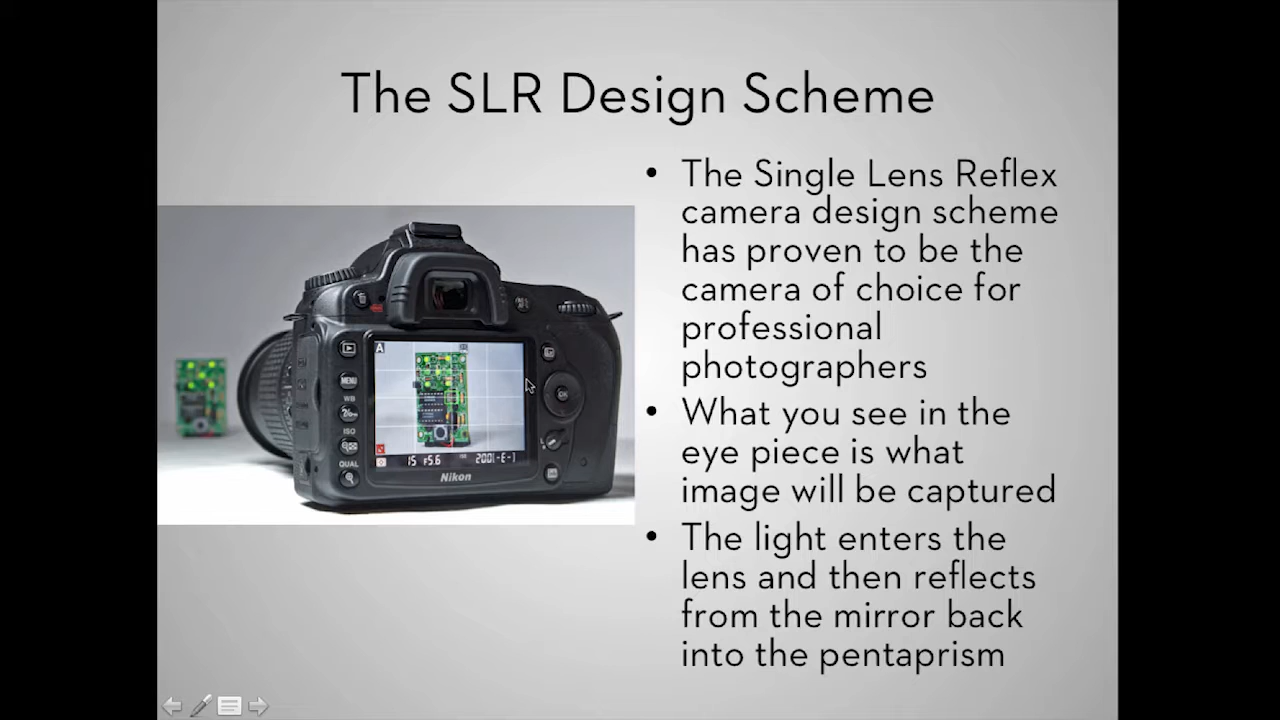 The SLR Design Scheme
• The Single Lens Reflex
camera design scheme
has proven to be the
camera of choice for
professional
photographers
• What you see in the
eye piece is what
image will be captured
• The light enters the
lens and then reflects
from the mirror back
into the pentaprism
A
MENU
WB
ISO
QUAL
OK
15 F5.6
Nikon